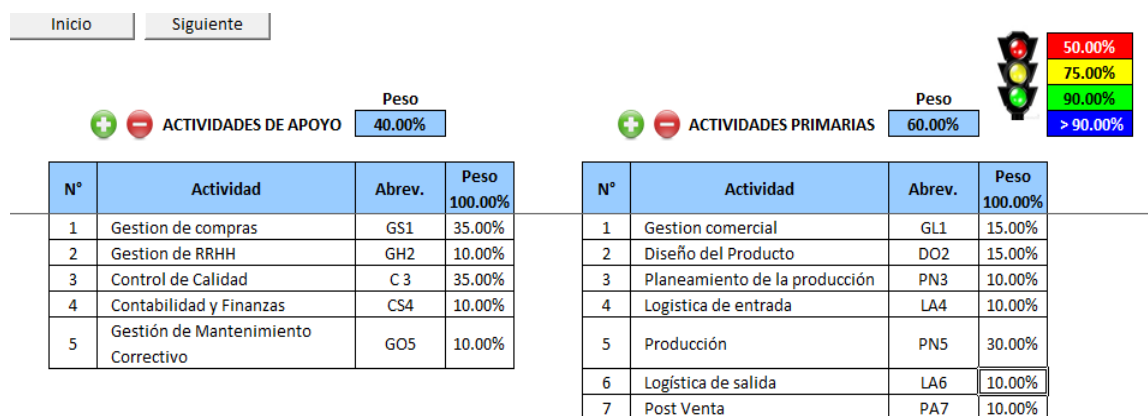 Inicio Siguiente
50.00%
75.00%
90.00%
> 90.00%
Peso
ACTIVIDADES DE APOYO 40.00%
Peso
ACTIVIDADES PRIMARIAS 60.00%
N° Actividad Abrev. Peso 100.00%
1 Gestion de compras GS1 35.00%
2 Gestion de RRHH GH2 10.00%
3 Control de Calidad C 3 35.00%
4 Contabilidad y Finanzas CS4 10.00%
5 Gestión de Mantenimiento
Correctivo GO5 10.00%
N° Actividad Abrev. Peso 100.00%
1 Gestion comercial GL1 15.00%
2 Diseño del Producto DO2 15.00%
3 Planeamiento de la producción PN3 10.00%
4 Logistica de entrada LA4 10.00%
5 Producción PN5 30.00%
6 Logística de salida LA6 10.00%
7 Post Venta PA7 10.00%